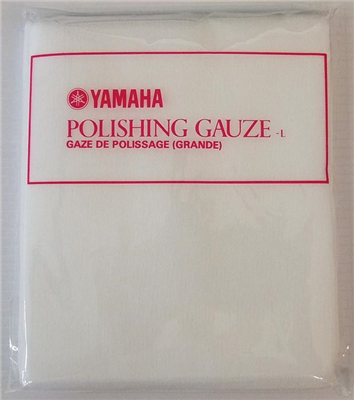 YAMAHA
POLISHING GAUZE -L
GAZE DE POLISSAGE (GRANDE)